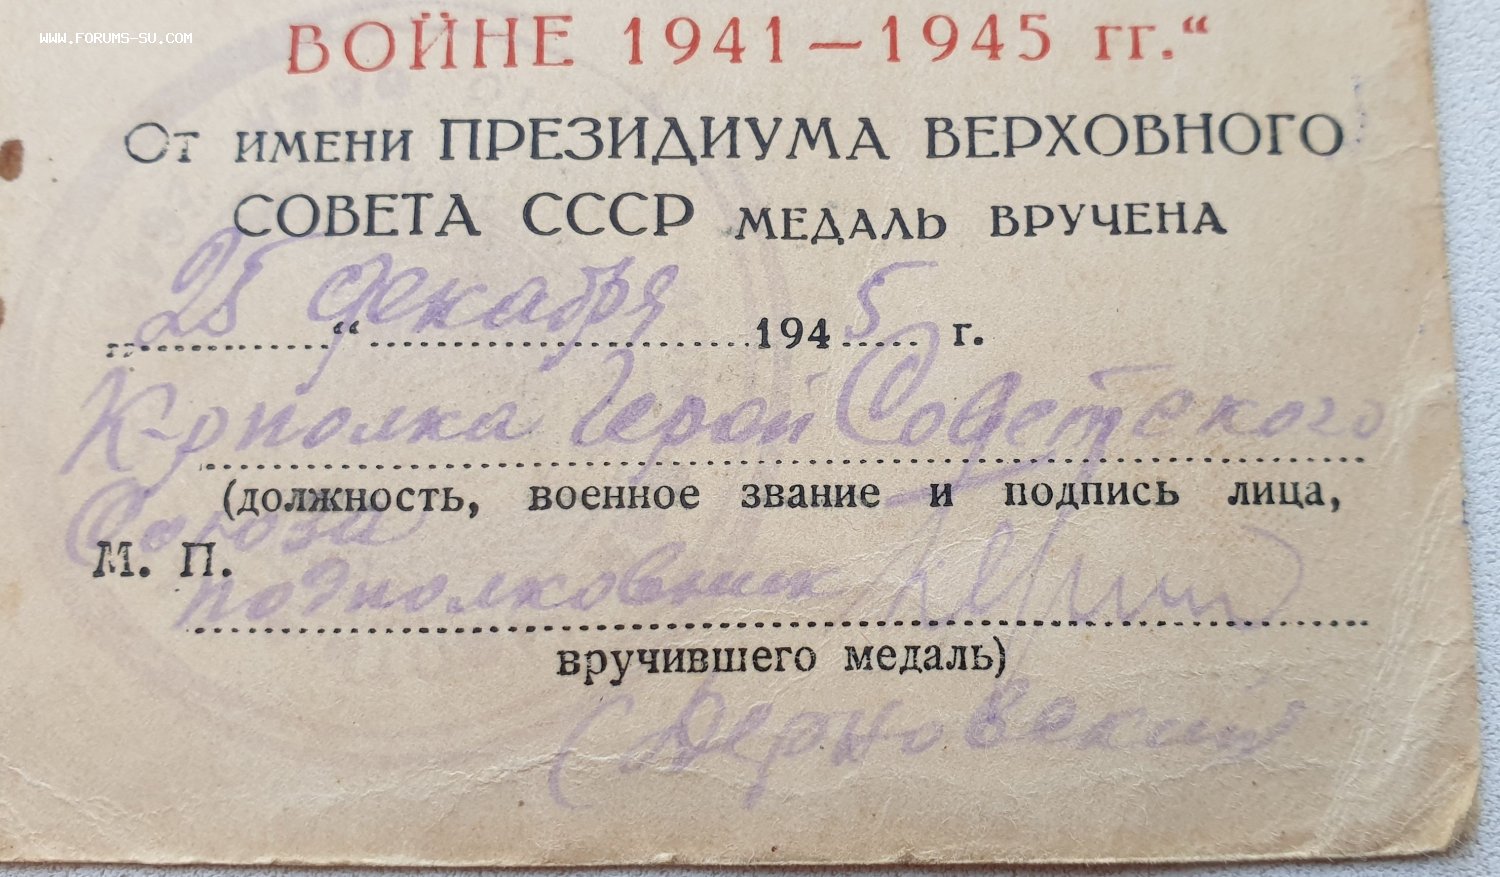 WWW.FORUMS-SU.COM
ВОЙНЕ 1941—1945 гг.“
От имени ПРЕЗИДИУМА ВЕРХОВНОГО
СОВЕТА СССР МЕДАЛЬ ВРУЧЕНА
„25“ декабря 1945 г.
К-р полка Герой Советского
(должность, военное звание и подпись лица,
Союза
М. П.
подполковник
вручившего медаль)